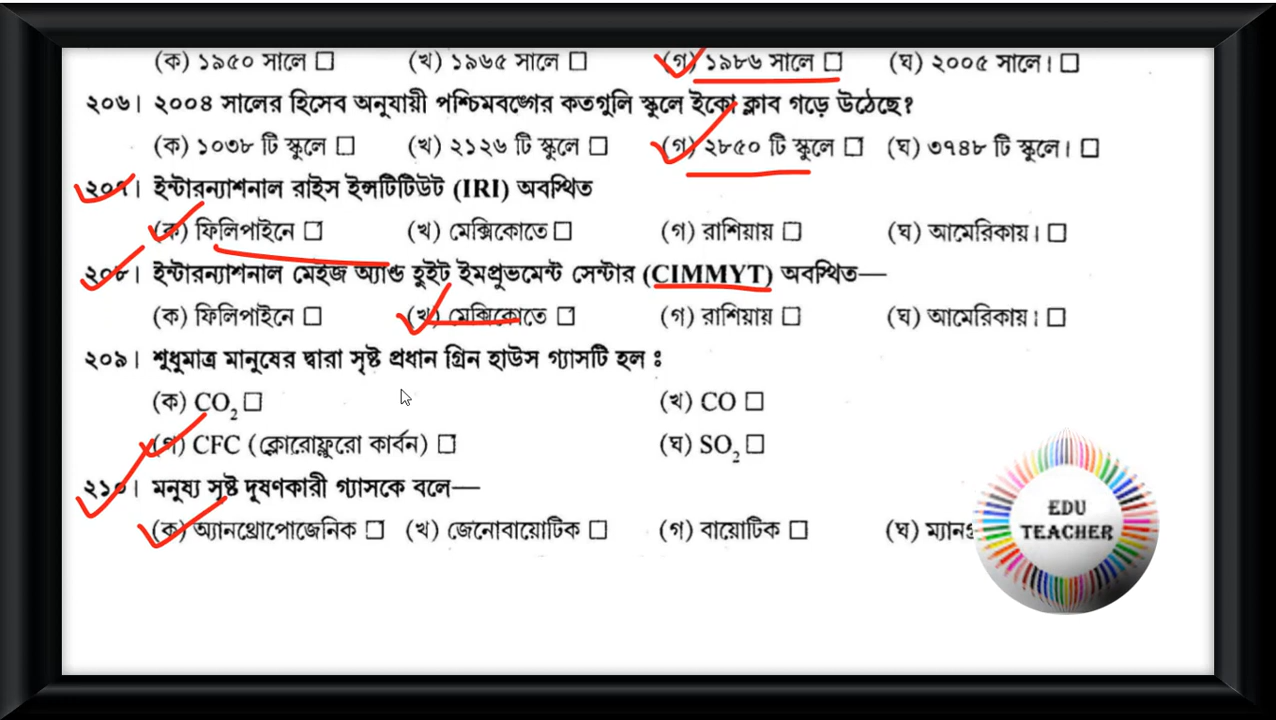 (ক) ১৯৫০ সালে □ (খ) ১৯৬৫ সালে □ (গ) ১৯৮৬ সালে □ (ঘ) ২০০৫ সালে। □
২০৬। ২০০৪ সালের হিসেব অনুযায়ী পশ্চিমবঙ্গের কতগুলি স্কুলে ইকো ক্লাব গড়ে উঠেছে?
(ক) ১০৩৮ টি স্কুলে □ (খ) ২১২৬ টি স্কুলে □ (গ) ২৮৫০ টি স্কুলে □ (ঘ) ৩৭৪৮ টি স্কুলে। □
২০৭। ইন্টারন্যাশনাল রাইস ইন্সটিটিউট (IRI) অবস্থিত
(ক) ফিলিপাইনে □ (খ) মেক্সিকোতে □ (গ) রাশিয়ায় □ (ঘ) আমেরিকায়। □
২০৮। ইন্টারন্যাশনাল মেইজ অ্যান্ড হুইট ইমপ্রুভমেন্ট সেন্টার (CIMMYT) অবস্থিত—
(ক) ফিলিপাইনে □ (খ) মেক্সিকোতে □ (গ) রাশিয়ায় □ (ঘ) আমেরিকায়। □
২০৯। শুধুমাত্র মানুষের দ্বারা সৃষ্ট প্রধান গ্রিন হাউস গ্যাসটি হল ঃ
(ক) CO₂ □ (খ) CO □
(গ) CFC (ক্লোরোফ্লুরো কার্বন) □ (ঘ) SO₂ □
২১০। মনুষ্য সৃষ্ট দূষণকারী গ্যাসকে বলে—
(ক) অ্যানথ্রোপোজেনিক □ (খ) জেনোবায়োটিক □ (গ) বায়োটিক □ (ঘ)
EDU
TEACHER